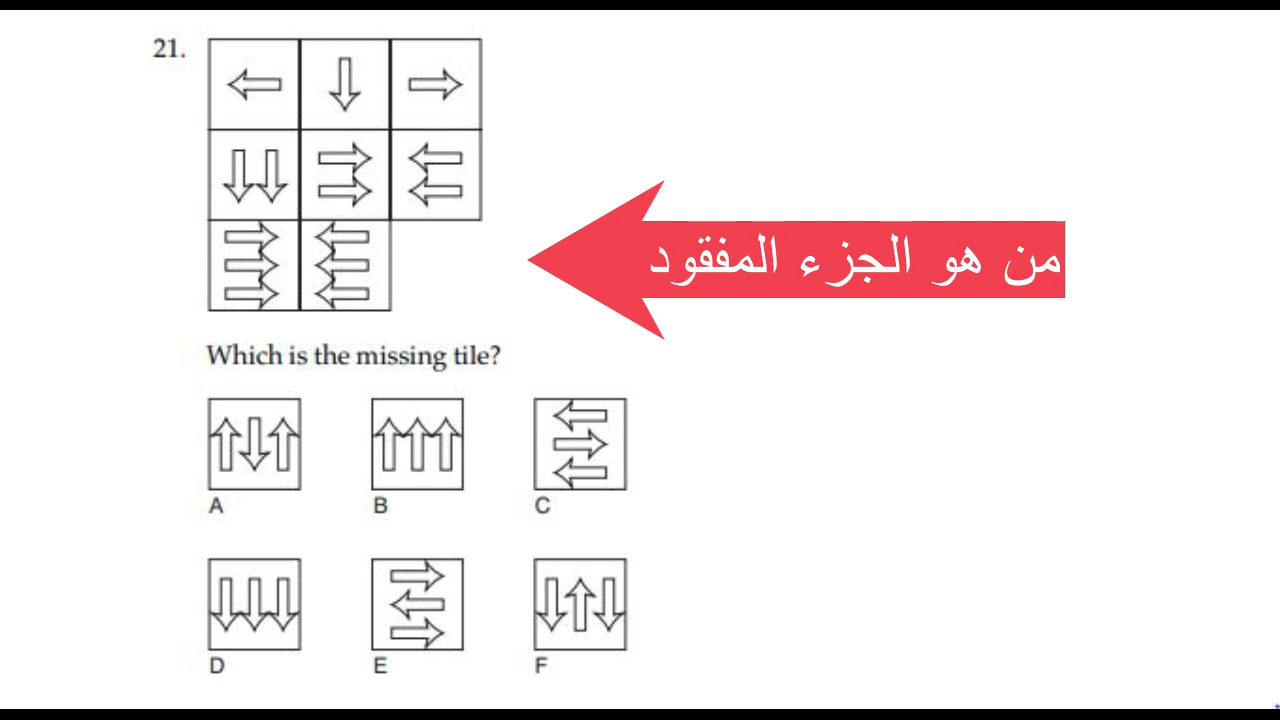 21.
من هو الجزء المفقود
Which is the missing tile?
A
B
C
D
E
F